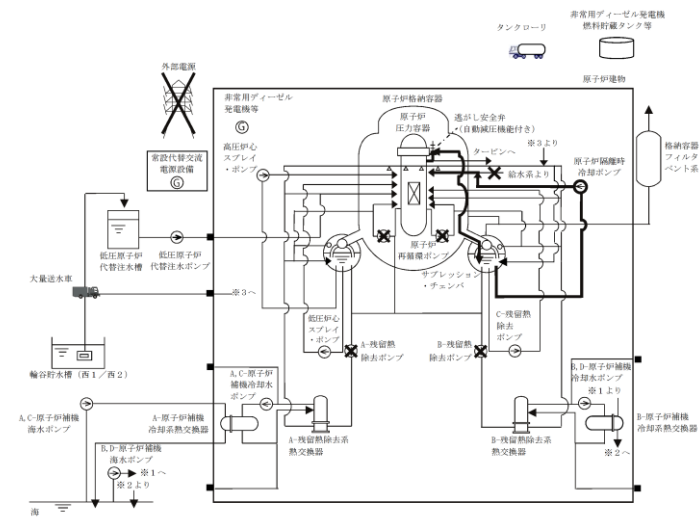 非常用ディーゼル発電機
燃料貯蔵タンク等
タンクローリ
外部電源
原子炉建物
非常用ディーゼル
発電機等
G
原子炉格納容器
原子炉
圧力容器
逃がし安全弁
(自動減圧機能付き)
※3より
タービンへ
給水系より
原子炉隔離時
冷却ポンプ
格納容器
フィルタ
ベント系
高圧炉心
スプレイ
・ポンプ
常設代替交流
電源設備
G
低圧原子炉
代替注水槽
低圧原子炉
代替注水ポンプ
原子炉
再循環ポンプ
サプレッション
・チェンバ
大量送水車
※3へ
輪谷貯水槽(西1/西2)
低圧炉心
スプレイ
・ポンプ
A-残留熱
除去ポンプ
B-残留熱
除去ポンプ
C-残留熱
除去
ポンプ
A,C-原子炉
補機冷却水
ポンプ
B,D-原子炉補機
冷却水ポンプ
※1より
A,C-原子炉補機
海水ポンプ
A-原子炉補機
冷却系熱交換器
A-残留熱除去系
熱交換器
B-残留熱除去系
熱交換器
B-原子炉補機
冷却系熱交換器
B,D-原子炉補機
海水ポンプ
※1へ
※2より
※2へ
海